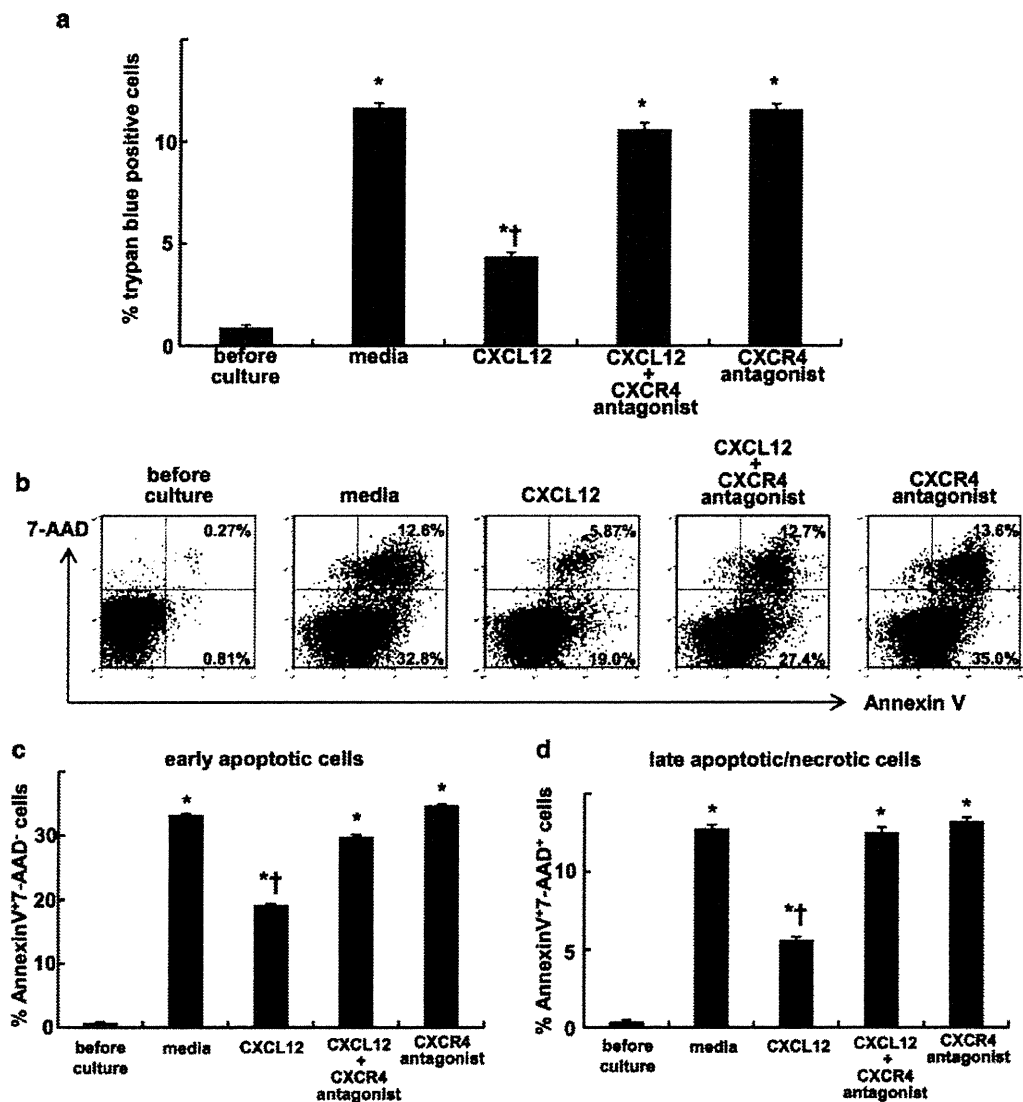 a
% trypan blue positive cells
10
5
0
*
*†
*
*
before
culture
media
CXCL12
CXCL12
+
CXCR4
antagonist
CXCR4
antagonist
b
7-AAD
before
culture
media
CXCL12
CXCL12
+
CXCR4
antagonist
CXCR4
antagonist
0.27%
12.6%
5.87%
12.7%
13.6%
0.81%
32.8%
19.0%
27.4%
35.0%
Annexin V
c
early apoptotic cells
% AnnexinV+7-AAD- cells
30
20
10
0
*
*†
*
*
before
culture
media
CXCL12
CXCL12
+
CXCR4
antagonist
CXCR4
antagonist
d
late apoptotic/necrotic cells
% AnnexinV+7-AAD+ cells
10
5
0
*
*†
*
*
before
culture
media
CXCL12
CXCL12
+
CXCR4
antagonist
CXCR4
antagonist